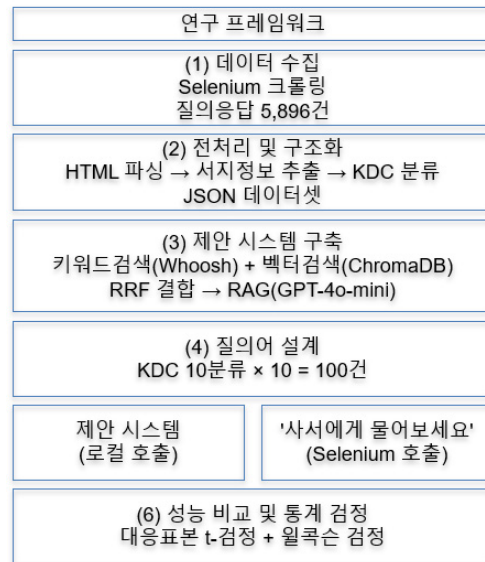 연구 프레임워크
(1) 데이터 수집
Selenium 크롤링
질의응답 5,896건
(2) 전처리 및 구조화
HTML 파싱 → 서지정보 추출 → KDC 분류
JSON 데이터셋
(3) 제안 시스템 구축
키워드검색(Whoosh) + 벡터검색(ChromaDB)
RRF 결합 → RAG(GPT-4o-mini)
(4) 질의어 설계
KDC 10분류 × 10 = 100건
제안 시스템
(로컬 호출)
'사서에게 물어보세요'
(Selenium 호출)
(6) 성능 비교 및 통계 검정
대응표본 t-검정 + 윌콕슨 검정